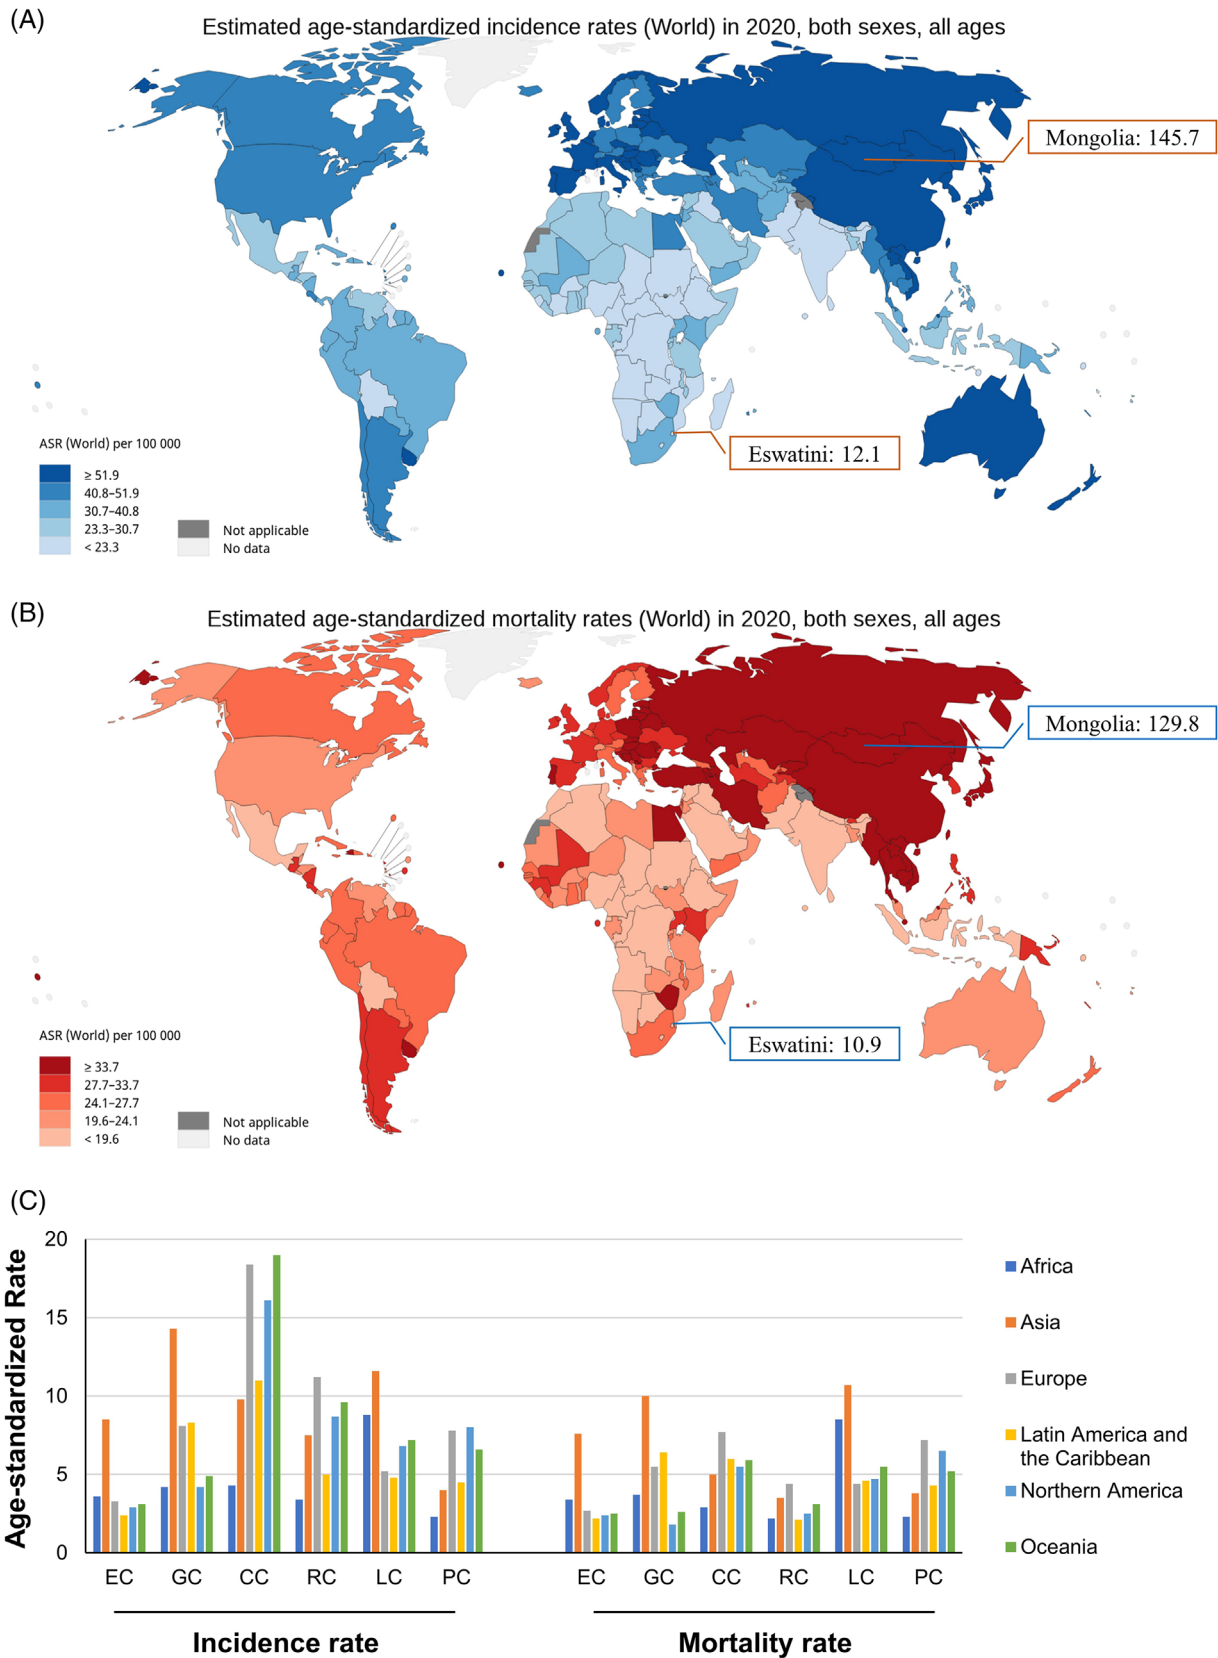 (A)
Estimated age-standardized incidence rates (World) in 2020, both sexes, all ages
Mongolia: 145.7
Eswatini: 12.1
ASR (World) per 100 000
≥ 51.9
40.8–51.9
30.7–40.8
23.3–30.7
< 23.3
Not applicable
No data
(B)
Estimated age-standardized mortality rates (World) in 2020, both sexes, all ages
Mongolia: 129.8
Eswatini: 10.9
ASR (World) per 100 000
≥ 33.7
27.7–33.7
24.1–27.7
19.6–24.1
< 19.6
Not applicable
No data
(C)
Age-standardized Rate
20
15
10
5
0
EC GC CC RC LC PC
EC GC CC RC LC PC
Incidence rate
Mortality rate
Africa
Asia
Europe
Latin America and
the Caribbean
Northern America
Oceania